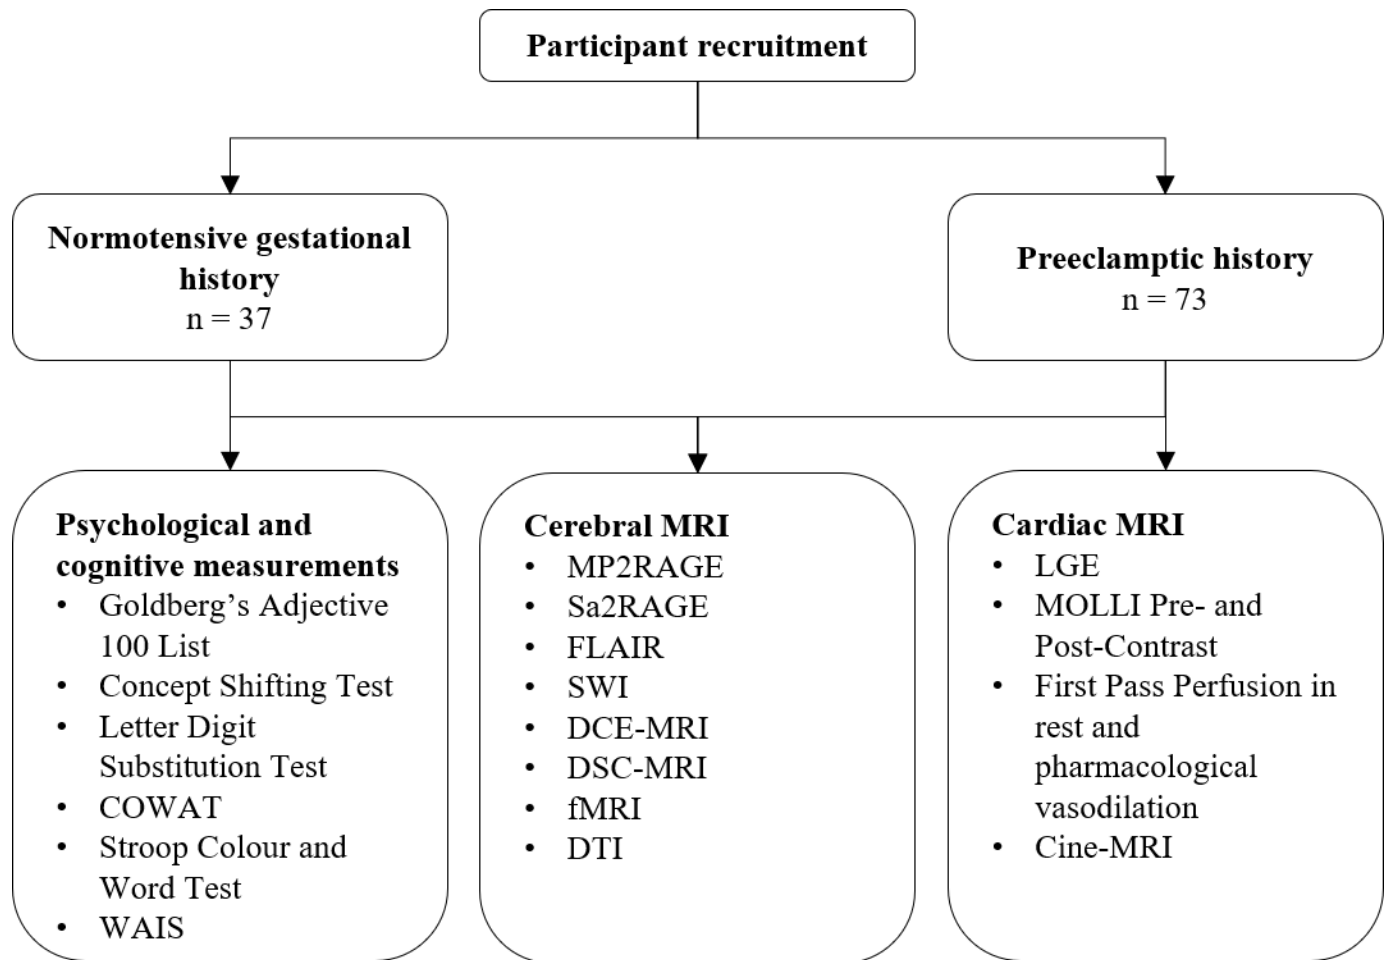 Participant recruitment
Normotensive gestational
history
n = 37
Preeclamptic history
n = 73
Psychological and
cognitive measurements
• Goldberg's Adjective
100 List
• Concept Shifting Test
• Letter Digit
Substitution Test
• COWAT
• Stroop Colour and
Word Test
• WAIS
Cerebral MRI
• MP2RAGE
• Sa2RAGE
• FLAIR
• SWI
• DCE-MRI
• DSC-MRI
• fMRI
• DTI
Cardiac MRI
• LGE
• MOLLI Pre- and
Post-Contrast
• First Pass Perfusion in
rest and
pharmacological
vasodilation
• Cine-MRI